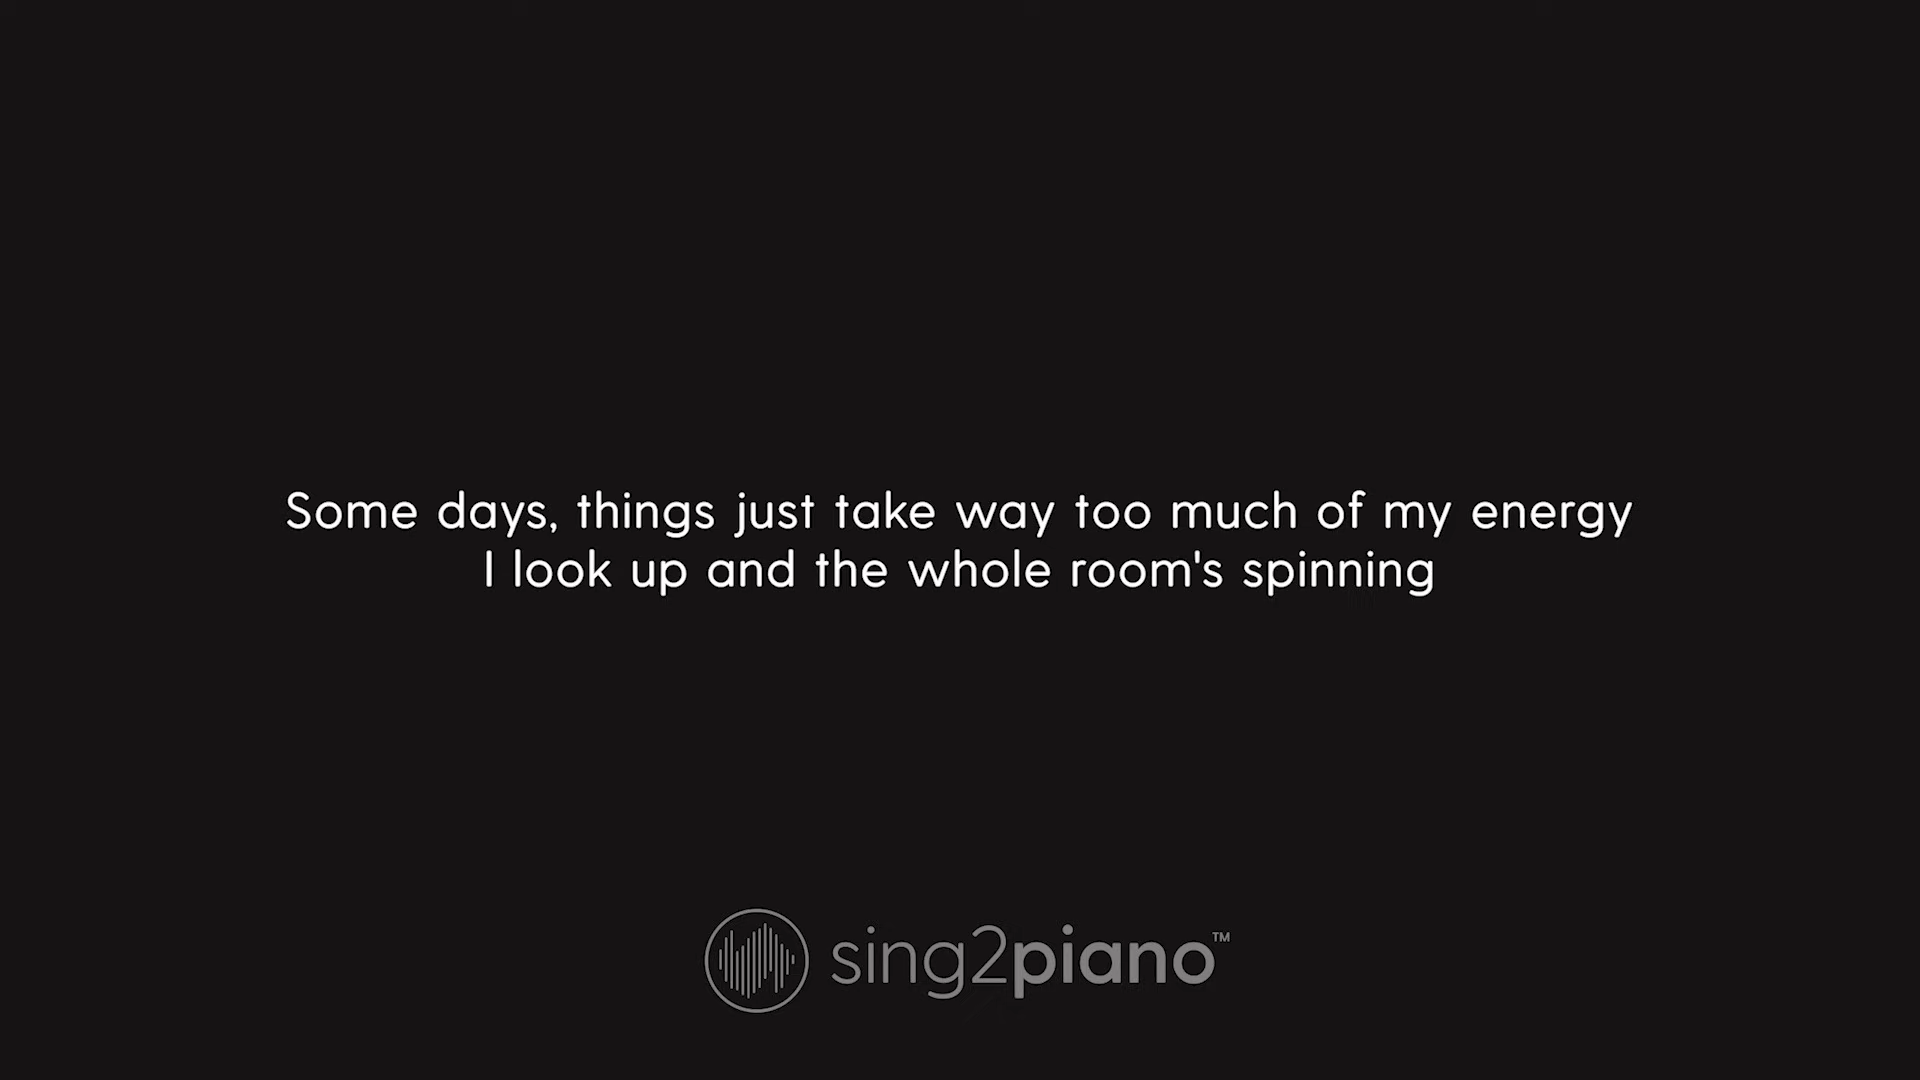 Some days, things just take way too much of my energy
I look up and the whole room's spinning
sing2piano™